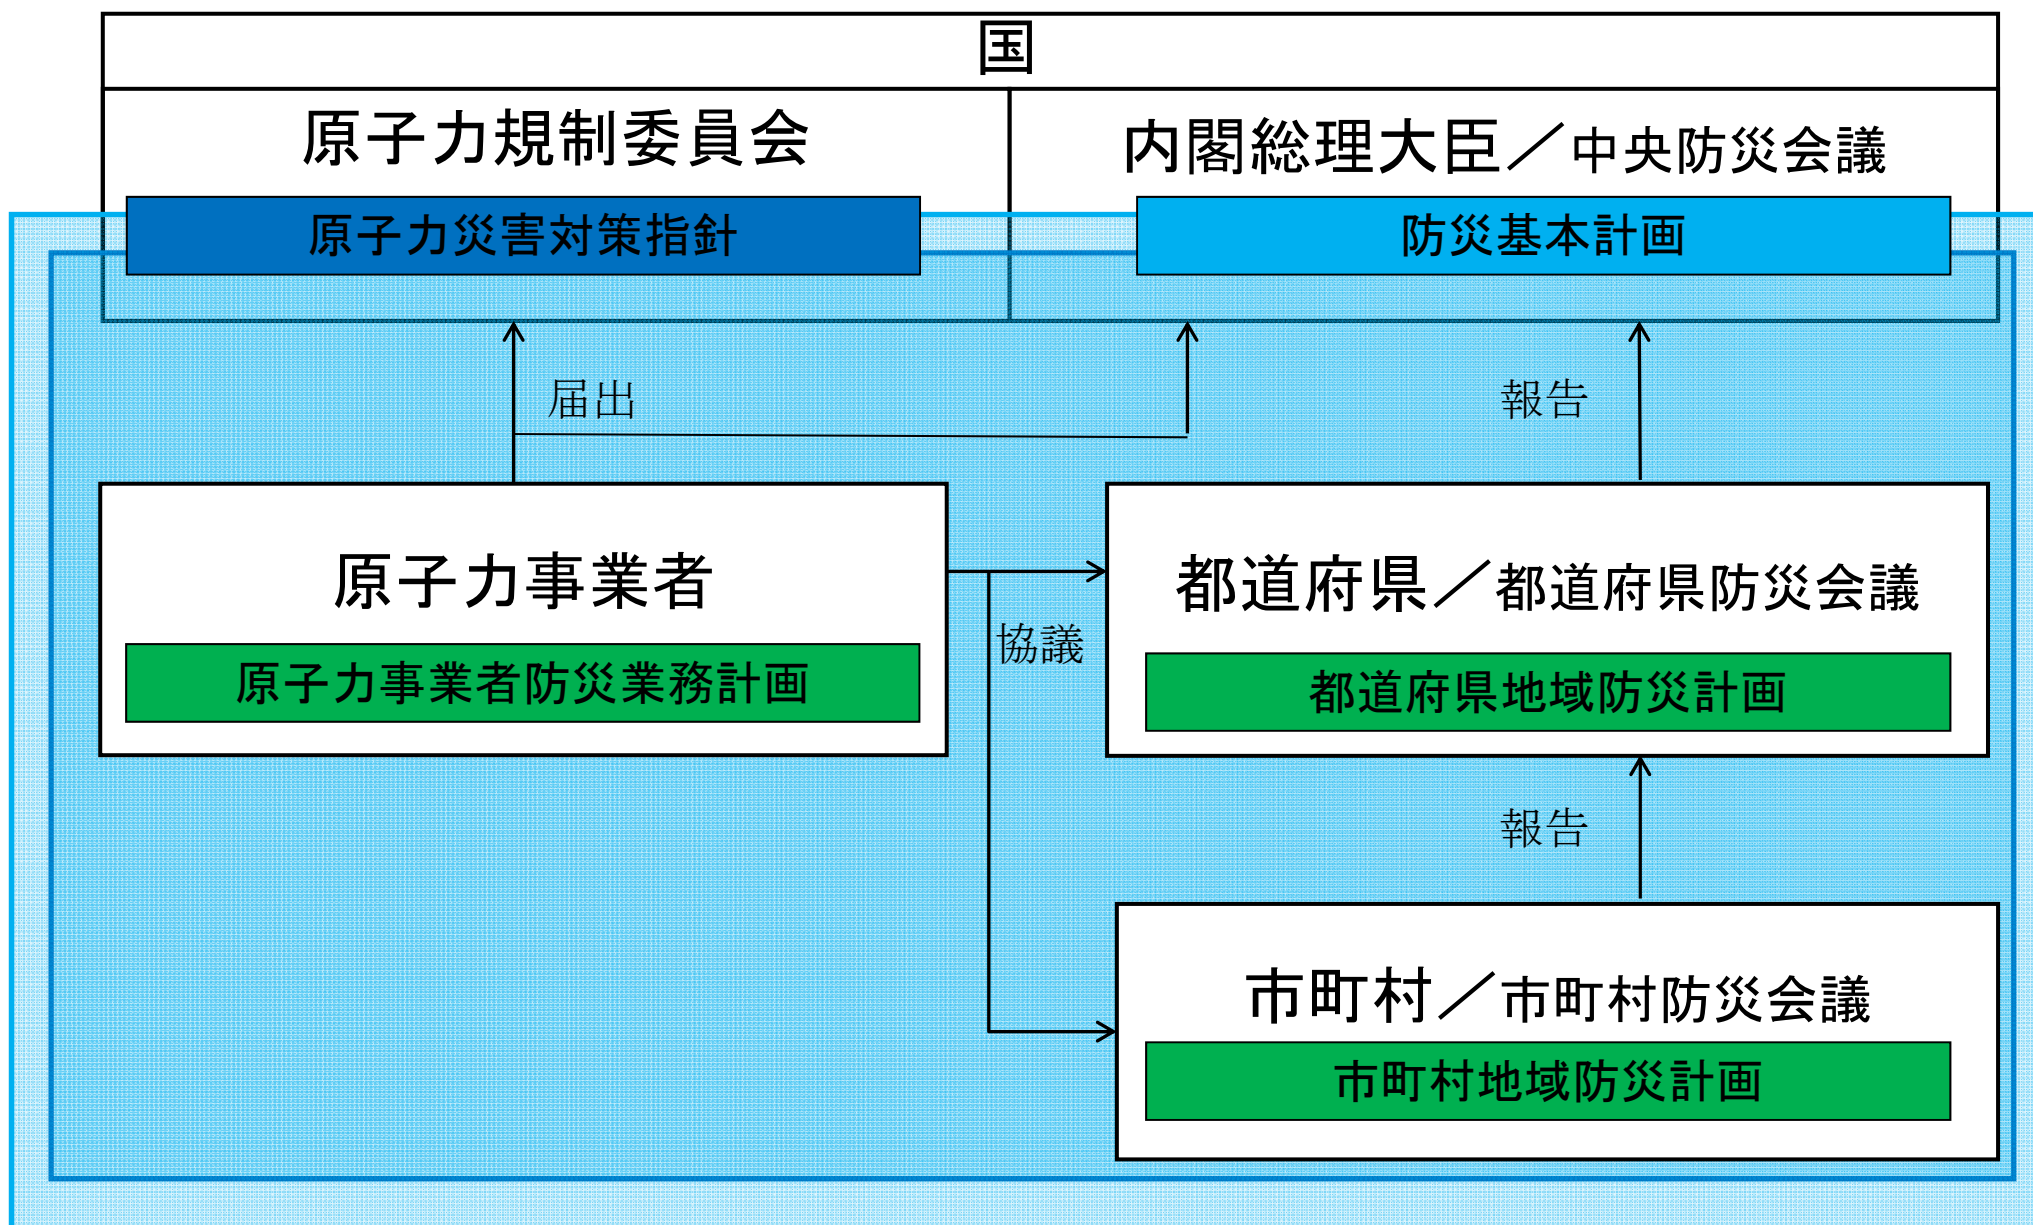 国
原子力規制委員会
内閣総理大臣／中央防災会議
原子力災害対策指針
防災基本計画
届出
報告
原子力事業者
原子力事業者防災業務計画
協議
都道府県／都道府県防災会議
都道府県地域防災計画
報告
市町村／市町村防災会議
市町村地域防災計画